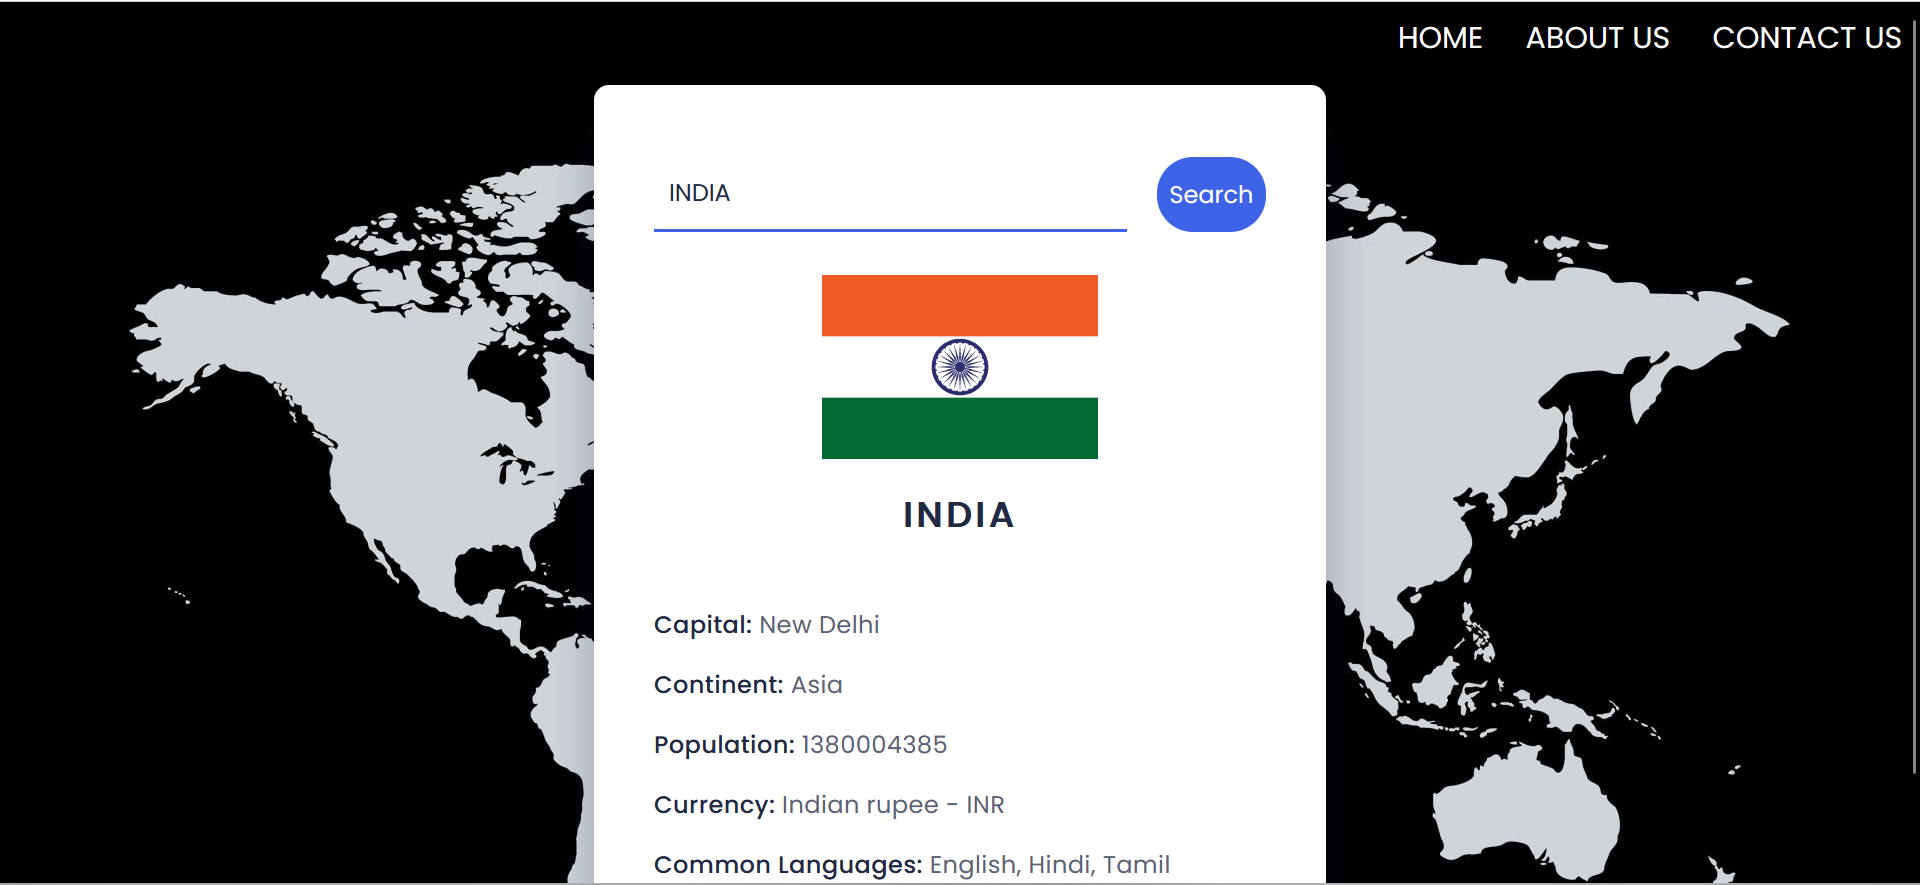 HOME ABOUT US CONTACT US
INDIA
Search
INDIA
Capital: New Delhi
Continent: Asia
Population: 1380004385
Currency: Indian rupee - INR
Common Languages: English, Hindi, Tamil